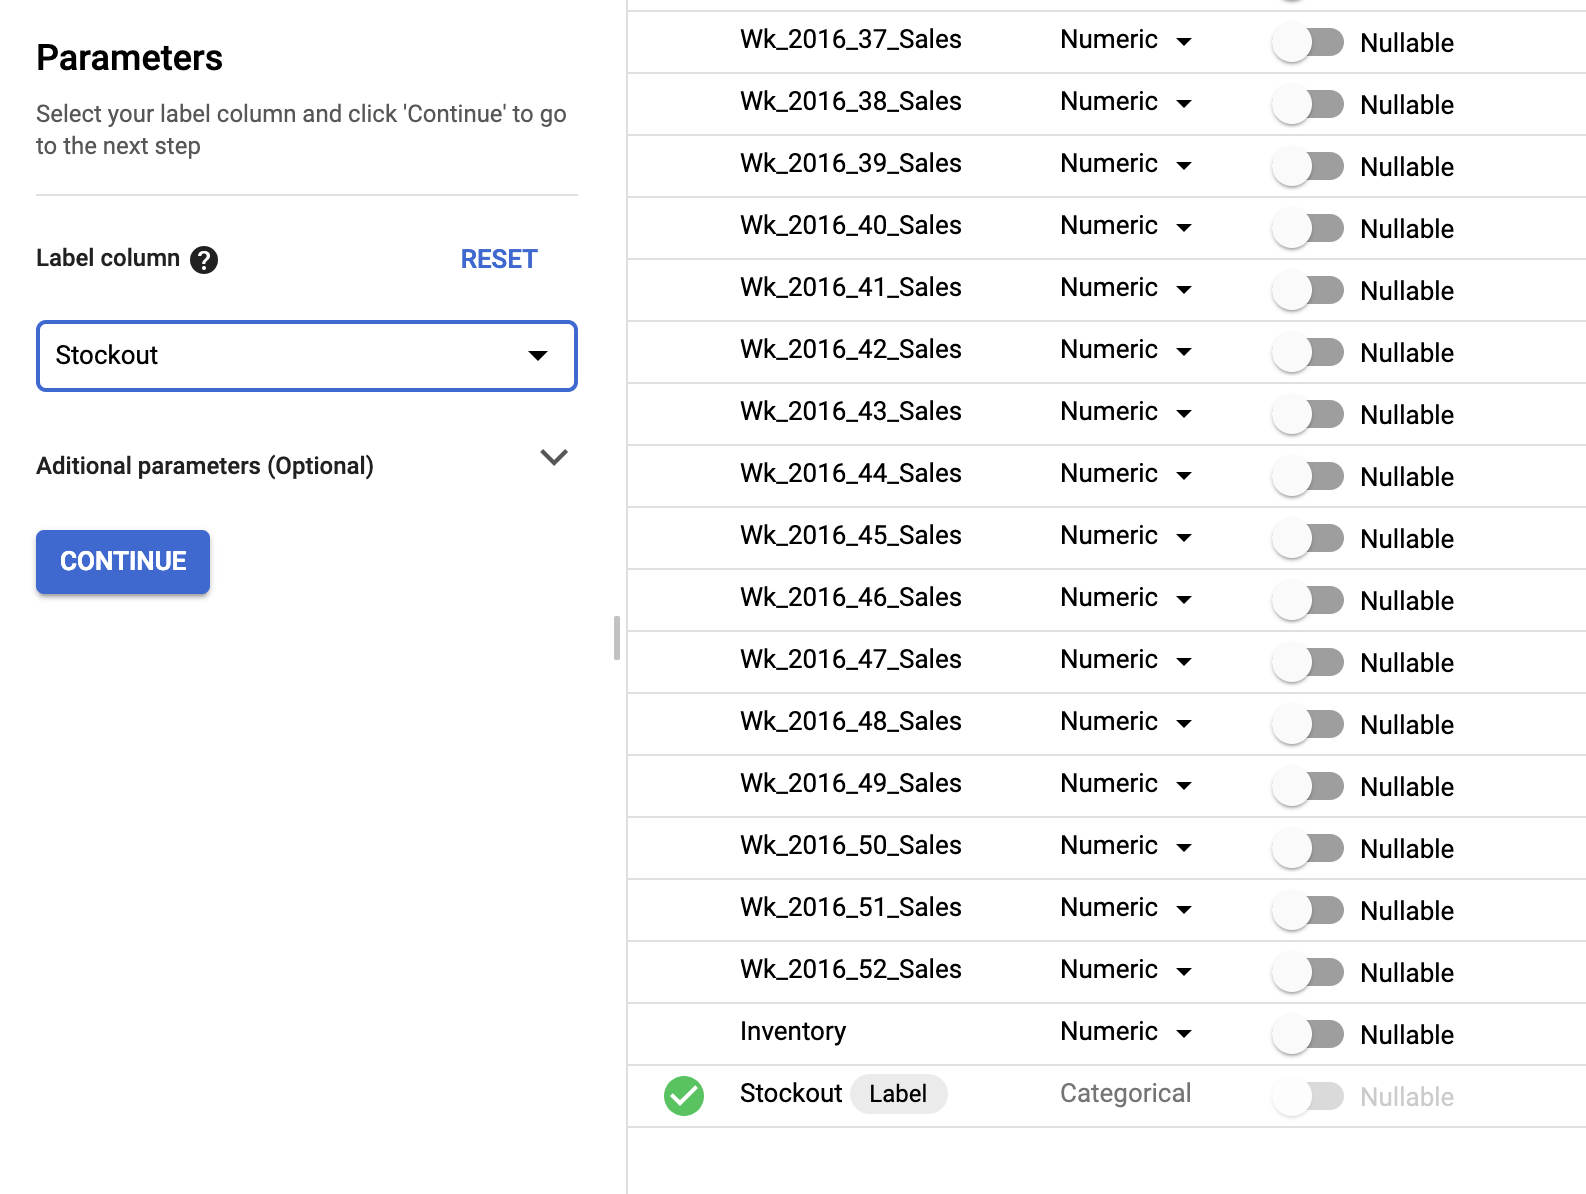 Parameters
Select your label column and click 'Continue' to go
to the next step
Label column ?
RESET
Stockout
Aditional parameters (Optional)
CONTINUE
Wk_2016_37_Sales Numeric Nullable
Wk_2016_38_Sales Numeric Nullable
Wk_2016_39_Sales Numeric Nullable
Wk_2016_40_Sales Numeric Nullable
Wk_2016_41_Sales Numeric Nullable
Wk_2016_42_Sales Numeric Nullable
Wk_2016_43_Sales Numeric Nullable
Wk_2016_44_Sales Numeric Nullable
Wk_2016_45_Sales Numeric Nullable
Wk_2016_46_Sales Numeric Nullable
Wk_2016_47_Sales Numeric Nullable
Wk_2016_48_Sales Numeric Nullable
Wk_2016_49_Sales Numeric Nullable
Wk_2016_50_Sales Numeric Nullable
Wk_2016_51_Sales Numeric Nullable
Wk_2016_52_Sales Numeric Nullable
Inventory Numeric Nullable
Stockout Label Categorical Nullable